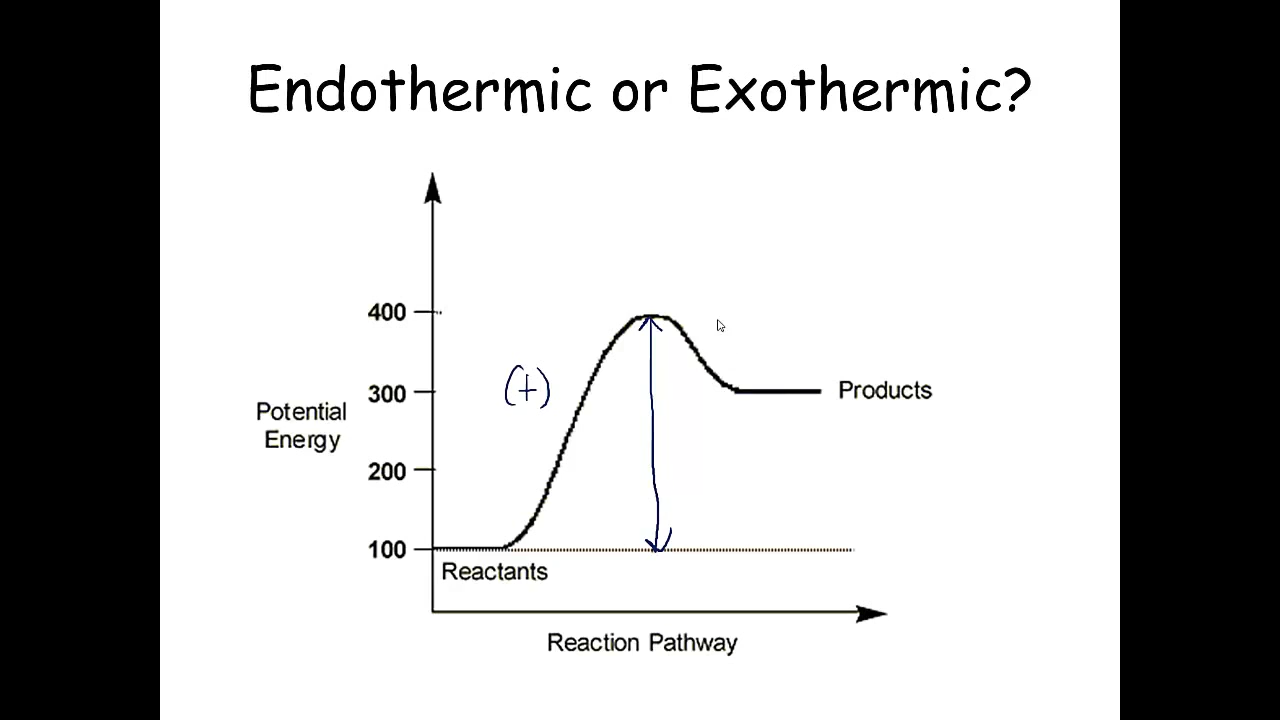 Endothermic or Exothermic?
400
(+)
300
Products
Potential
Energy
200
100
Reactants
Reaction Pathway